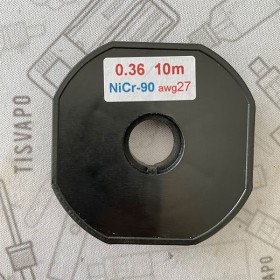 0.36 10m
NiCr-90 awg27
TISVAPO